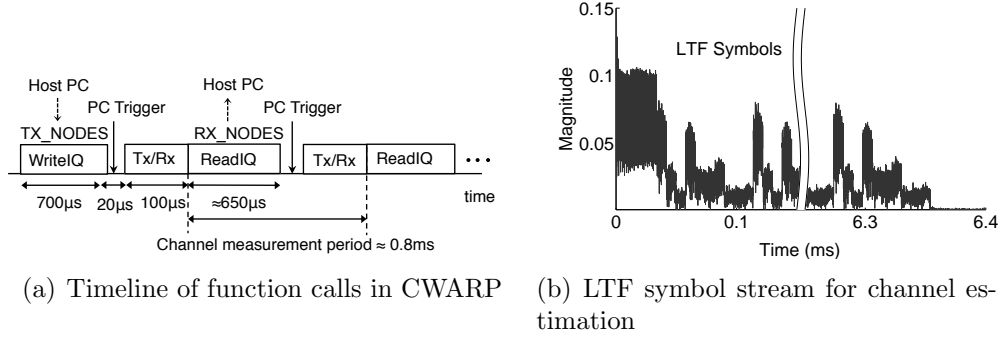 Host PC
Host PC
PC Trigger
PC Trigger
TX_NODES
RX_NODES
WriteIQ
Tx/Rx
ReadIQ
Tx/Rx
ReadIQ
•••
time
700μs
20μs
100μs
≈650μs
Channel measurement period ≈ 0.8ms
(a) Timeline of function calls in CWARP
0.15
0.1
0.05
Magnitude
LTF Symbols
0
0.1
6.3
6.4
Time (ms)
(b) LTF symbol stream for channel es-
timation